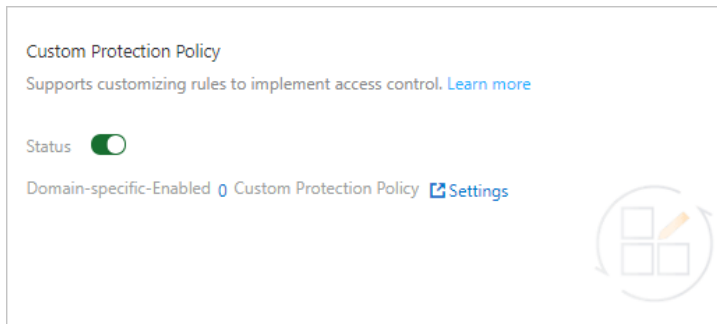 Custom Protection Policy
Supports customizing rules to implement access control. Learn more
Status
Domain-specific-Enabled 0 Custom Protection Policy Settings